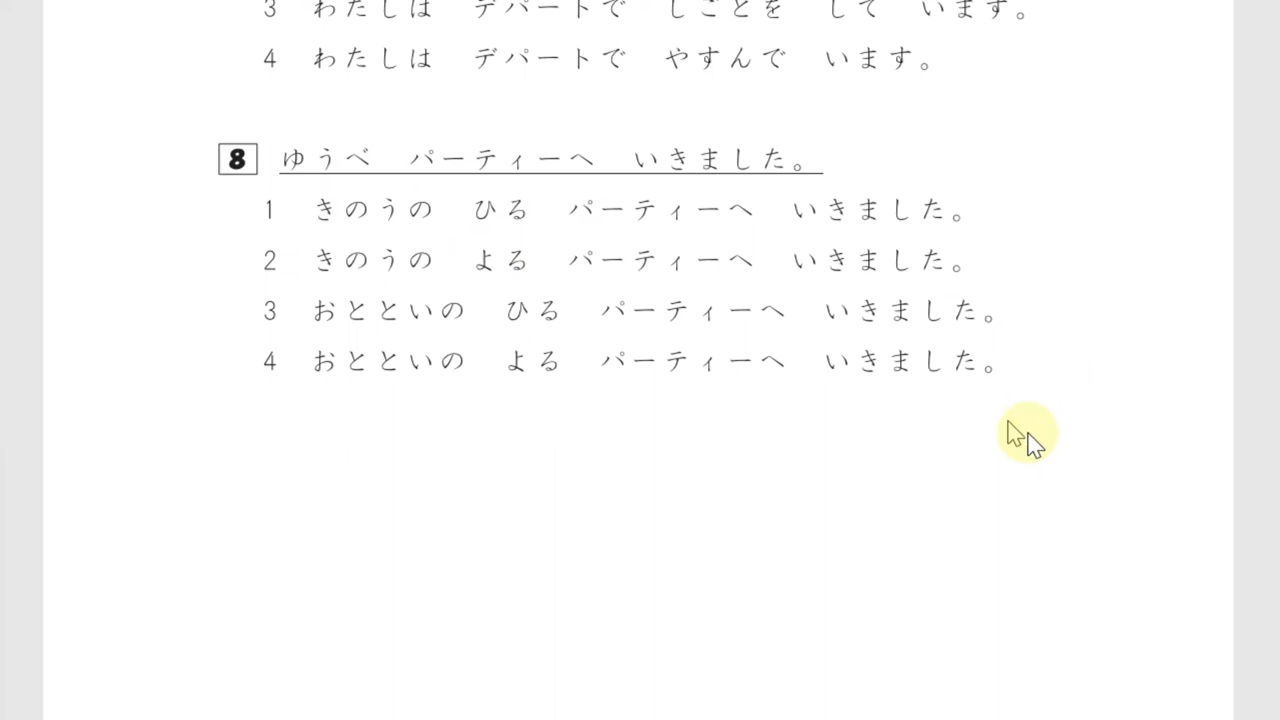 3 わたしは デパートで しごとを して います。
4 わたしは デパートで やすんで います。
8 ゆうべ パーティーへ いきました。
1 きのうの ひる パーティーへ いきました。
2 きのうの よる パーティーへ いきました。
3 おとといの ひる パーティーへ いきました。
4 おとといの よる パーティーへ いきました。